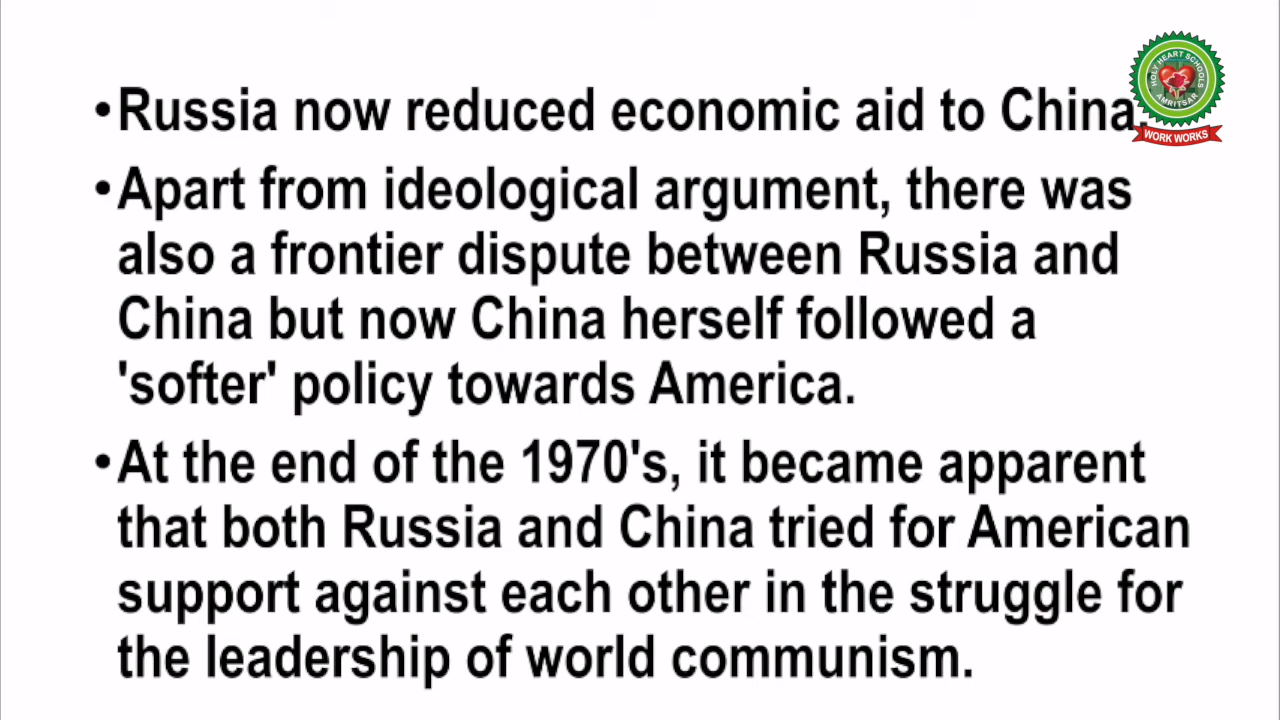 •Russia now reduced economic aid to China.
•Apart from ideological argument, there was
also a frontier dispute between Russia and
China but now China herself followed a
'softer' policy towards America.
•At the end of the 1970's, it became apparent
that both Russia and China tried for American
support against each other in the struggle for
the leadership of world communism.
HOLY HEART SCHOOLS
AMRITSAR
WORK WORKS